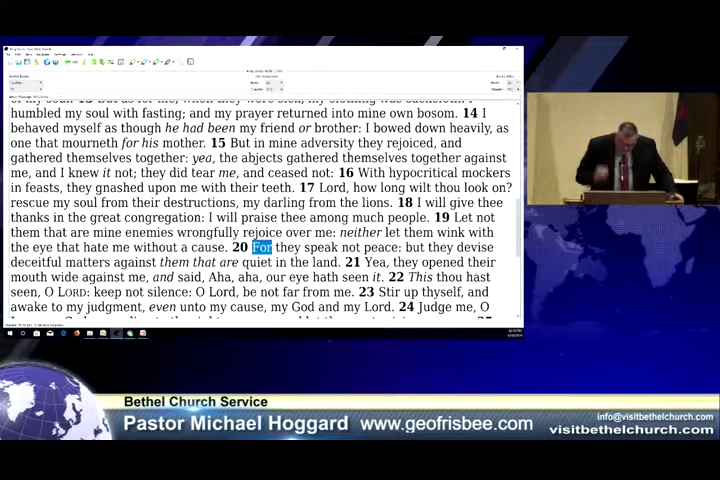 humbled my soul with fasting; and my prayer returned into mine own bosom. 14 I
behaved myself as though he had been my friend or brother: I bowed down heavily, as
one that mourneth for his mother. 15 But in mine adversity they rejoiced, and
gathered themselves together: yea, the abjects gathered themselves together against
me, and I knew it not; they did tear me, and ceased not: 16 With hypocritical mockers
in feasts, they gnashed upon me with their teeth. 17 Lord, how long wilt thou look on?
rescue my soul from their destructions, my darling from the lions. 18 I will give thee
thanks in the great congregation: I will praise thee among much people. 19 Let not
them that are mine enemies wrongfully rejoice over me: neither let them wink with
the eye that hate me without a cause. 20 For they speak not peace: but they devise
deceitful matters against them that are quiet in the land. 21 Yea, they opened their
mouth wide against me, and said, Aha, aha, our eye hath seen it. 22 This thou hast
seen, O LORD: keep not silence: O Lord, be not far from me. 23 Stir up thyself, and
awake to my judgment, even unto my cause, my God and my Lord. 24 Judge me, O
Bethel Church Service
Pastor Michael Hoggard www.geofrisbee.com
info@visitbethelchurch.com
visitbethelchurch.com